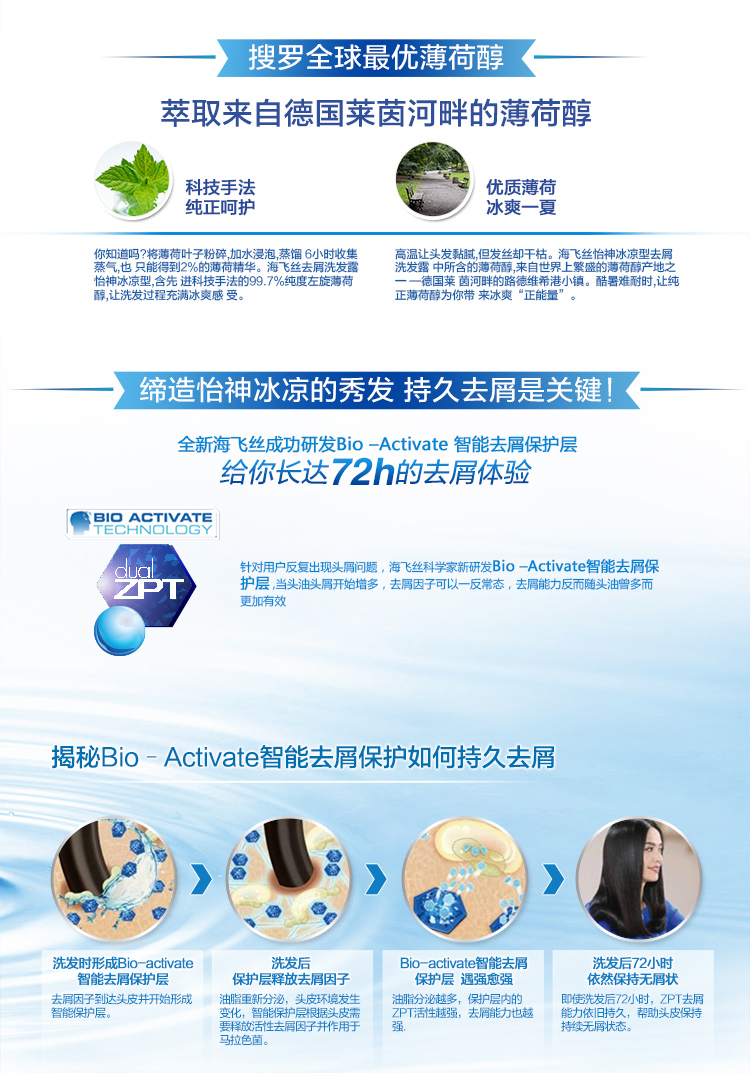 搜罗全球最优薄荷醇
萃取来自德国莱茵河畔的薄荷醇
科技手法
纯正呵护
优质薄荷
冰爽一夏
你知道吗?将薄荷叶子粉碎,加水浸泡,蒸馏 6小时收集
蒸气,也 只能得到2%的薄荷精华。海飞丝去屑洗发露
怡神冰凉型,含先 进科技手法的99.7%纯度左旋薄荷
醇,让洗发过程充满冰爽感 受。
高温让头发黏腻,但发丝却干枯。海飞丝怡神冰凉型去屑
洗发露 中所含的薄荷醇,来自世界上繁盛的薄荷醇产地之
一 —德国莱 茵河畔的路德维希港小镇。酷暑难耐时,让纯
正薄荷醇为你带 来冰爽“正能量”。
缔造怡神冰凉的秀发 持久去屑是关键!
全新海飞丝成功研发Bio –Activate 智能去屑保护层
给你长达72h的去屑体验
BIO ACTIVATE
TECHNOLOGY
dual
ZPT
针对用户反复出现头屑问题，海飞丝科学家新研发Bio –Activate智能去屑保
护层,当头油头屑开始增多，去屑因子可以一反常态，去屑能力反而随头油曾多而
更加有效
揭秘Bio - Activate智能去屑保护如何持久去屑
洗发时形成Bio-activate
智能去屑保护层
去屑因子到达头皮并开始形成
智能保护层。
洗发后
保护层释放去屑因子
油脂重新分泌，头皮环境发生
变化，智能保护层根据头皮需
要释放活性去屑因子并作用于
马拉色菌。
Bio-activate智能去屑
保护层 遇强愈强
油脂分泌越多，保护层内的
ZPT活性越强，去屑能力也越
强.
洗发后72小时
依然保持无屑状
即使洗发后72小时，ZPT去屑
能力依旧持久，帮助头皮保持
持续无屑状态。